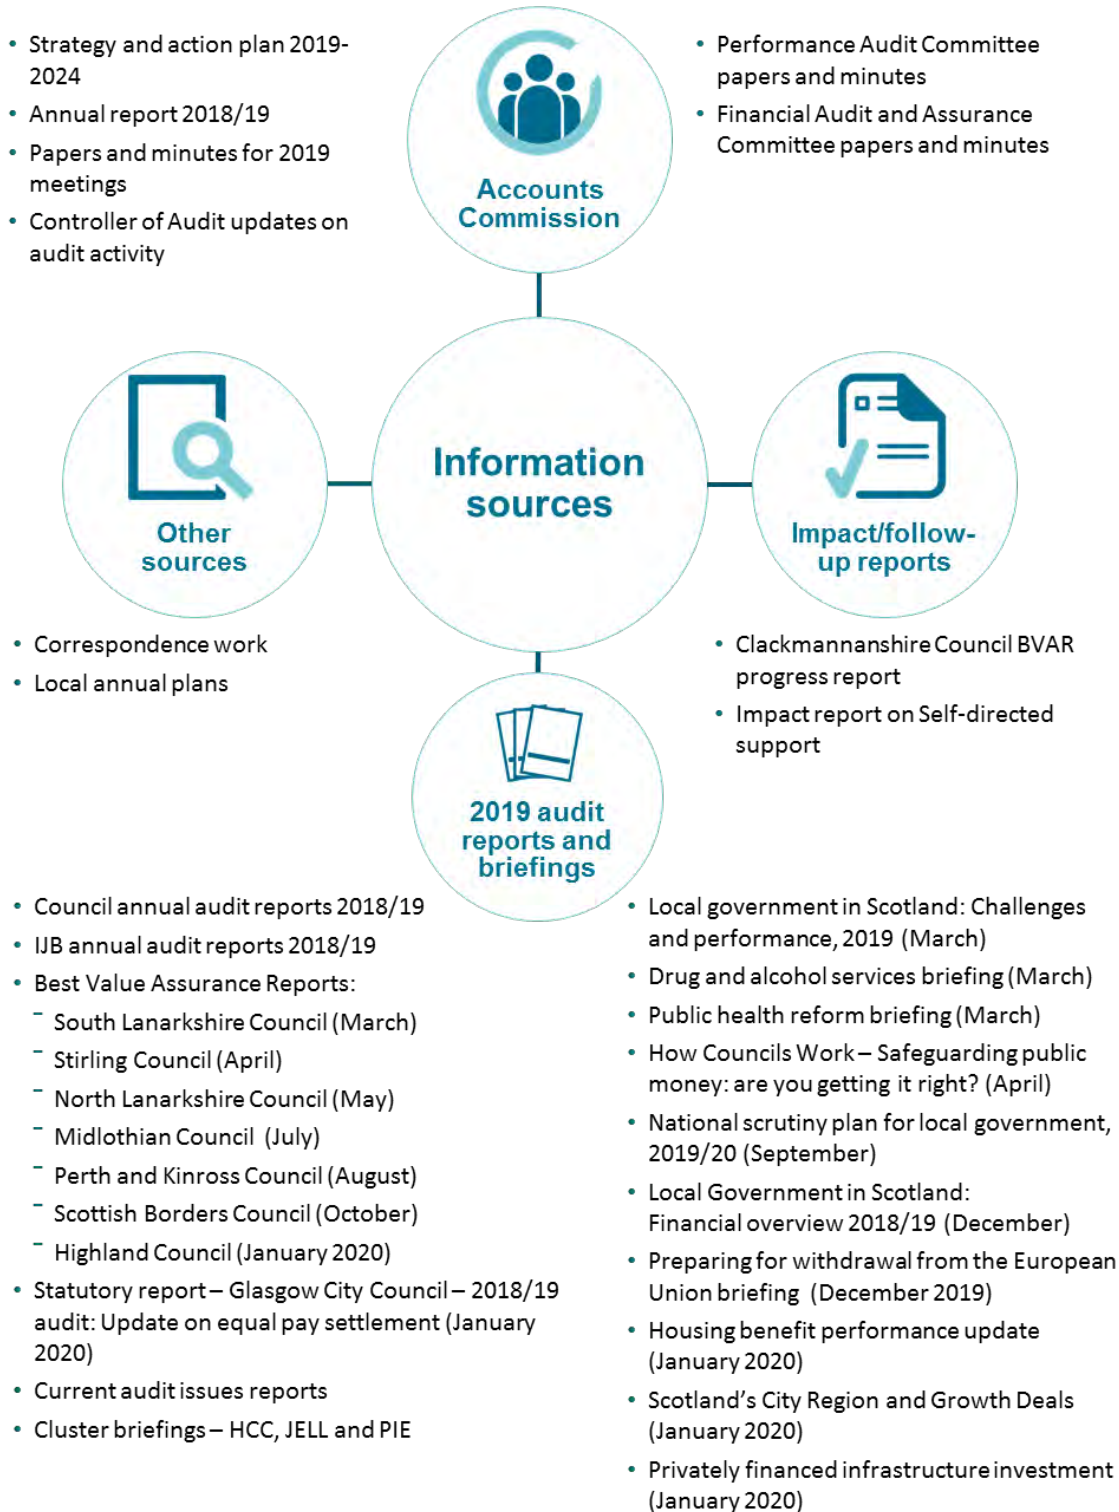 • Strategy and action plan 2019-
2024
• Annual report 2018/19
• Papers and minutes for 2019
meetings
• Controller of Audit updates on
audit activity
Accounts
Commission
• Performance Audit Committee
papers and minutes
• Financial Audit and Assurance
Committee papers and minutes
Other
sources
Information
sources
Impact/follow-
up reports
• Correspondence work
• Local annual plans
• Clackmannanshire Council BVAR
progress report
• Impact report on Self-directed
support
2019 audit
reports and
briefings
• Council annual audit reports 2018/19
• IJB annual audit reports 2018/19
• Best Value Assurance Reports:
– South Lanarkshire Council (March)
– Stirling Council (April)
– North Lanarkshire Council (May)
– Midlothian Council (July)
– Perth and Kinross Council (August)
– Scottish Borders Council (October)
– Highland Council (January 2020)
• Statutory report – Glasgow City Council – 2018/19
audit: Update on equal pay settlement (January
2020)
• Current audit issues reports
• Cluster briefings – HCC, JELL and PIE
• Local government in Scotland: Challenges
and performance, 2019 (March)
• Drug and alcohol services briefing (March)
• Public health reform briefing (March)
• How Councils Work – Safeguarding public
money: are you getting it right? (April)
• National scrutiny plan for local government,
2019/20 (September)
• Local Government in Scotland:
Financial overview 2018/19 (December)
• Preparing for withdrawal from the European
Union briefing (December 2019)
• Housing benefit performance update
(January 2020)
• Scotland's City Region and Growth Deals
(January 2020)
• Privately financed infrastructure investment
(January 2020)